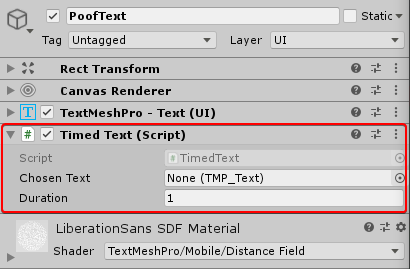 PoofText Static
Tag Untagged Layer UI
Rect Transform
Canvas Renderer
T TextMeshPro - Text (UI)
# Timed Text (Script)
Script # TimedText
Chosen Text None (TMP_Text)
Duration 1
LiberationSans SDF Material
Shader TextMeshPro/Mobile/Distance Field